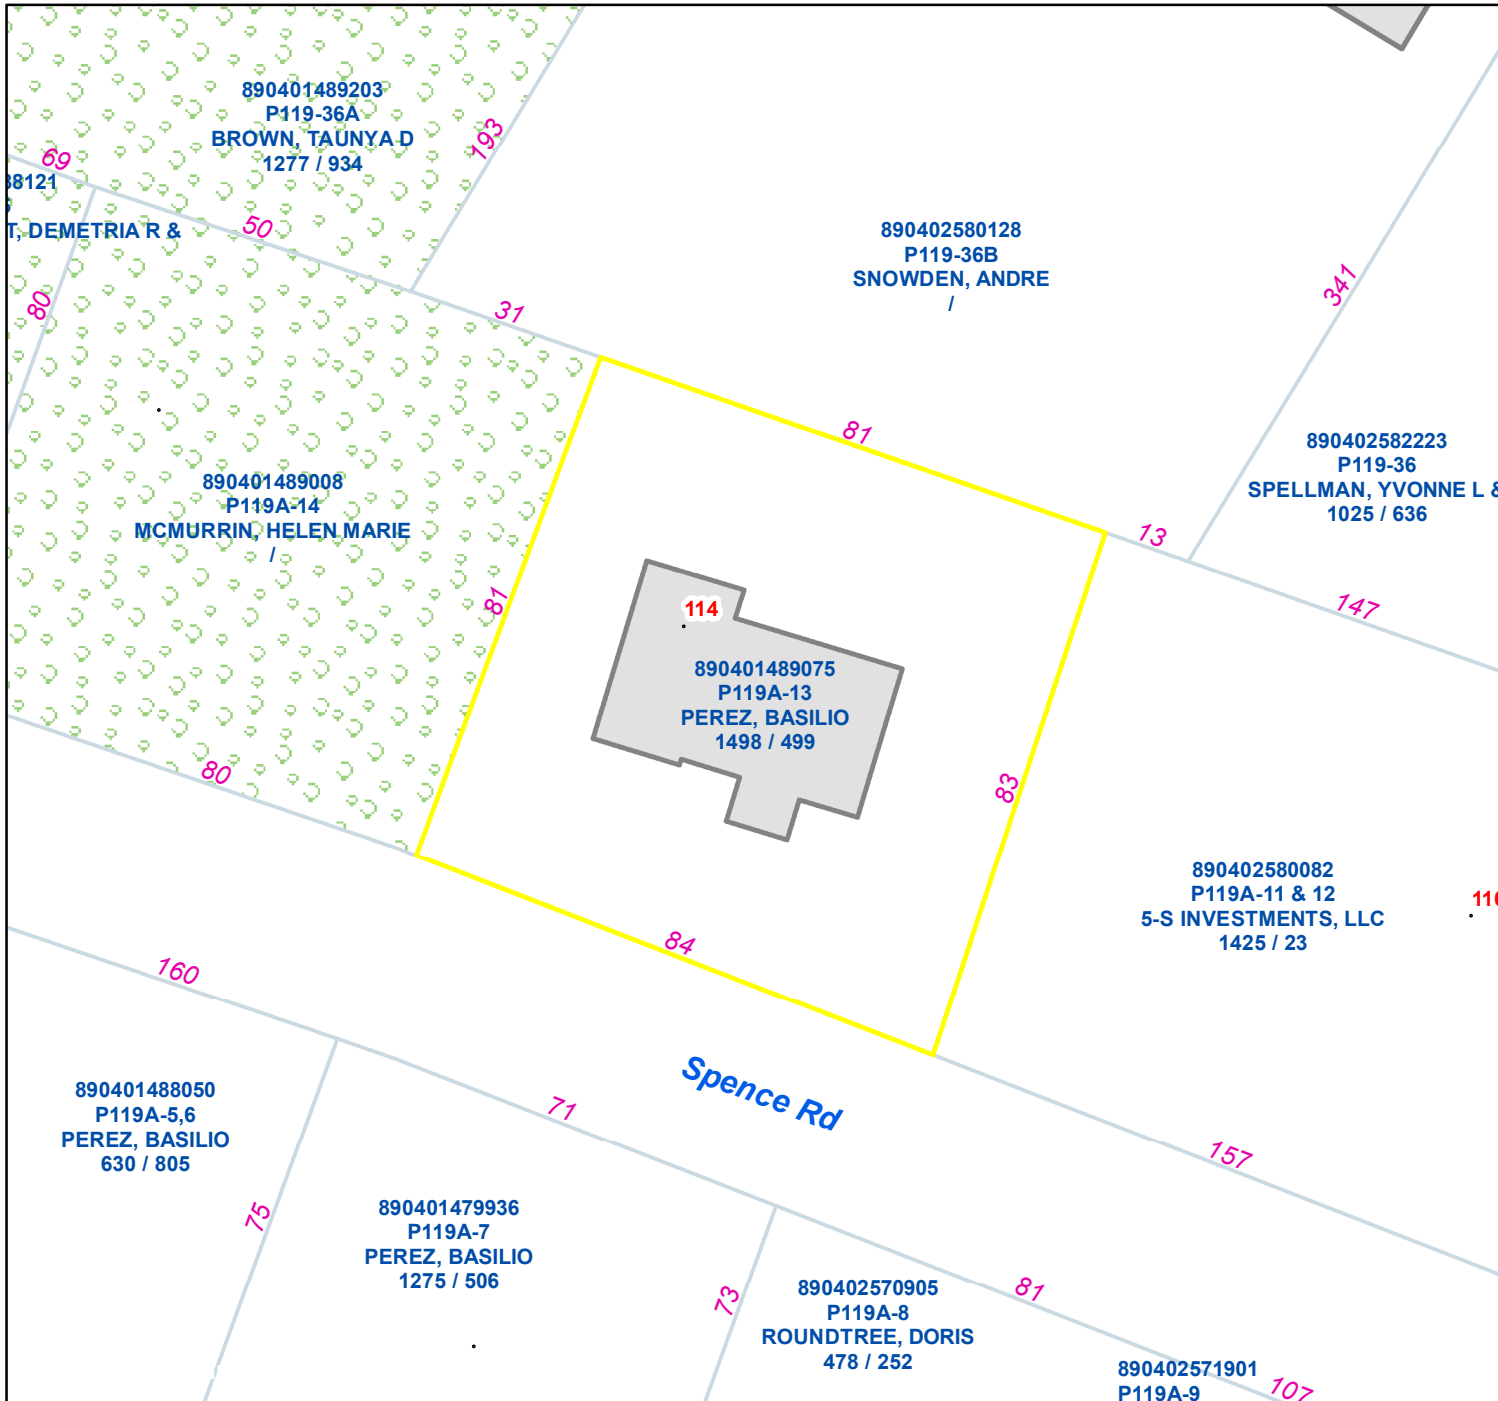 890401489203
P119-36A
BROWN, TAUNYA D
1277 / 934
193
69
38121
T, DEMETRIA R &
50
80
31
890402580128
P119-36B
SNOWDEN, ANDRE
/
341
81
890402582223
P119-36
SPELLMAN, YVONNE L &
1025 / 636
13
147
890401489008
P119A-14
MCMURRIN, HELEN MARIE
/
81
114
890401489075
P119A-13
PEREZ, BASILIO
1498 / 499
80
83
890402580082
P119A-11 & 12
5-S INVESTMENTS, LLC
1425 / 23
84
160
Spence Rd
890401488050
P119A-5,6
PEREZ, BASILIO
630 / 805
71
157
75
890401479936
P119A-7
PEREZ, BASILIO
1275 / 506
73
890402570905
P119A-8
ROUNDTREE, DORIS
478 / 252
81
890402571901
P119A-9
107